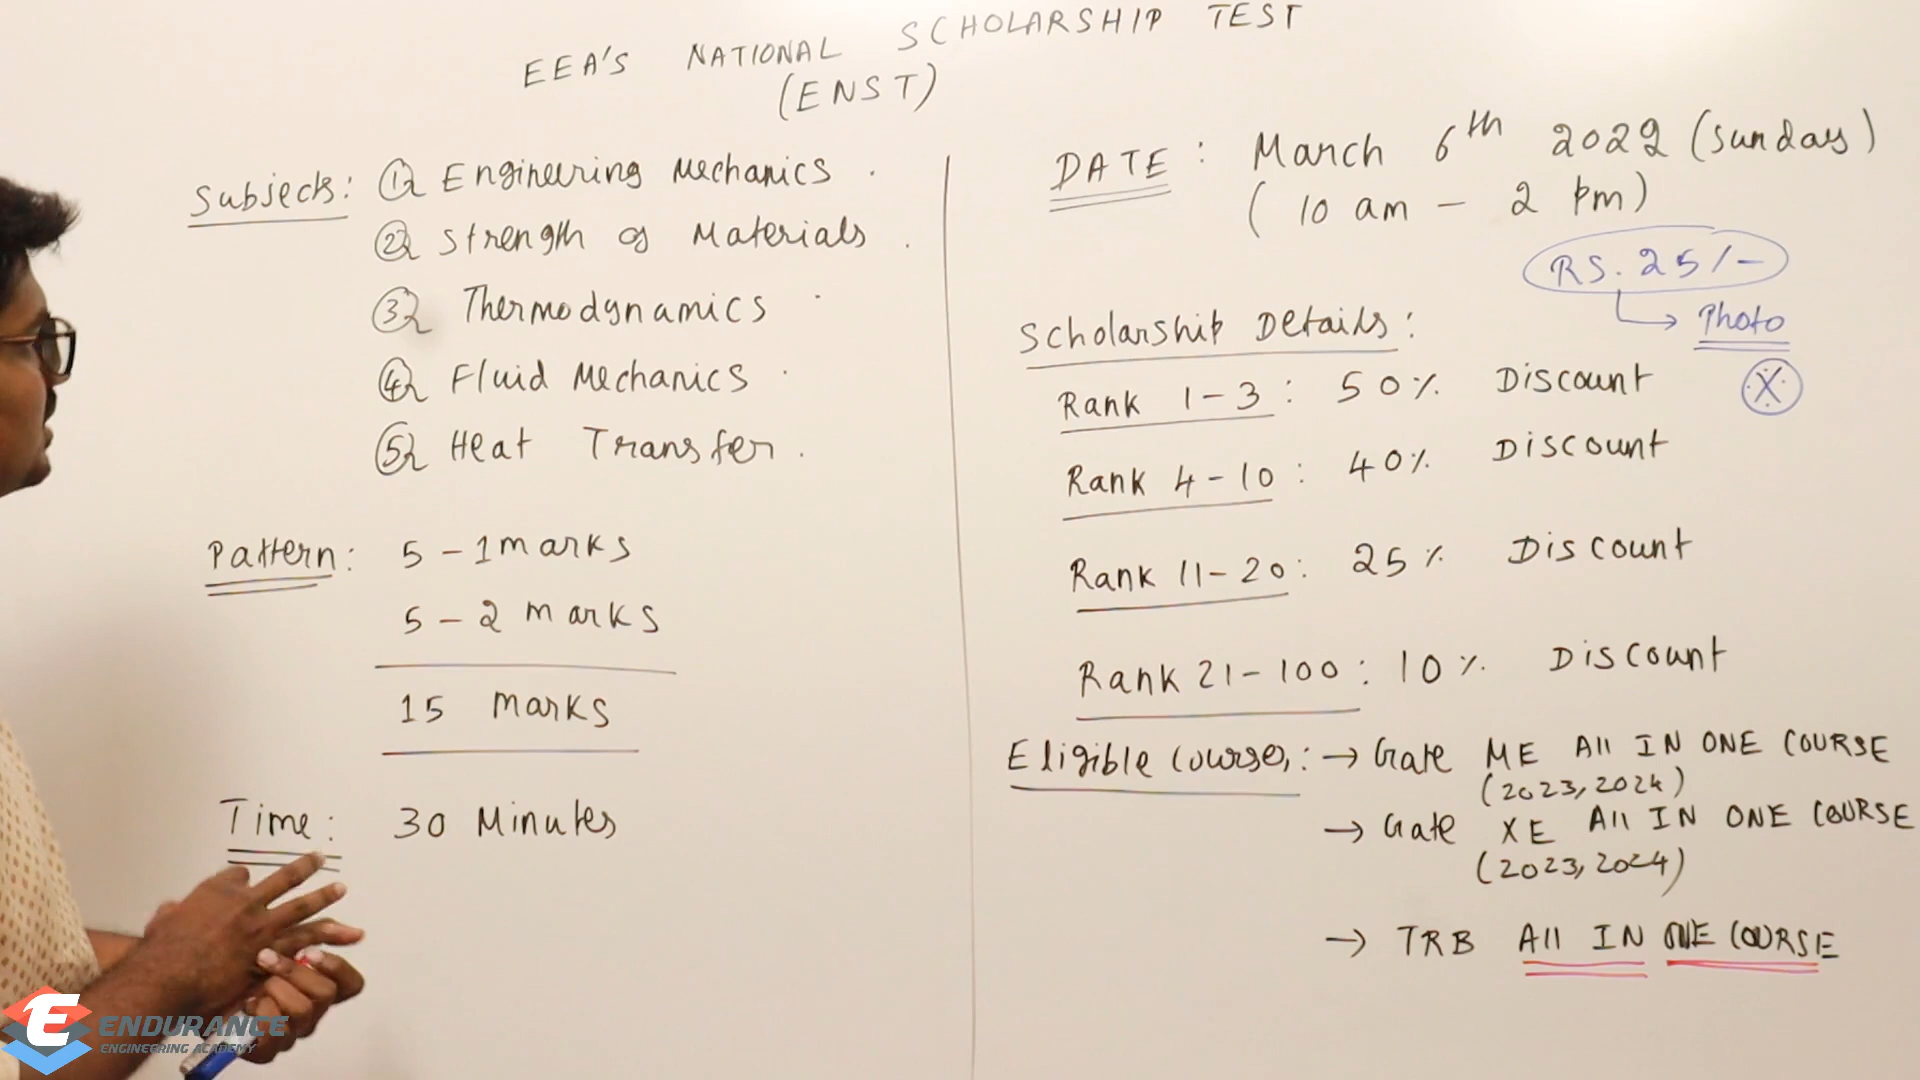 EEA'S NATIONAL SCHOLARSHIP TEST
(ENST)
Subjects: ① Engineering Mechanics.
② Strength of Materials.
③ Thermodynamics.
④ Fluid Mechanics.
⑤ Heat Transfer.
Pattern: 5 - 1 marks
5 - 2 marks
15 marks
Time: 30 Minutes
DATE: March 6th 2022 (Sunday)
(10 am - 2 pm)
RS. 25/-
→ Photo
X
Scholarship Details:
Rank 1-3: 50% Discount
Rank 4-10: 40% Discount
Rank 11-20: 25% Discount
Rank 21-100: 10% Discount
Eligible Courses: → Gate ME All IN ONE COURSE
(2023, 2024)
→ Gate XE All IN ONE COURSE
(2023, 2024)
→ TRB All IN ONE COURSE
E ENDURANCE
ENGINEERING ACADEMY